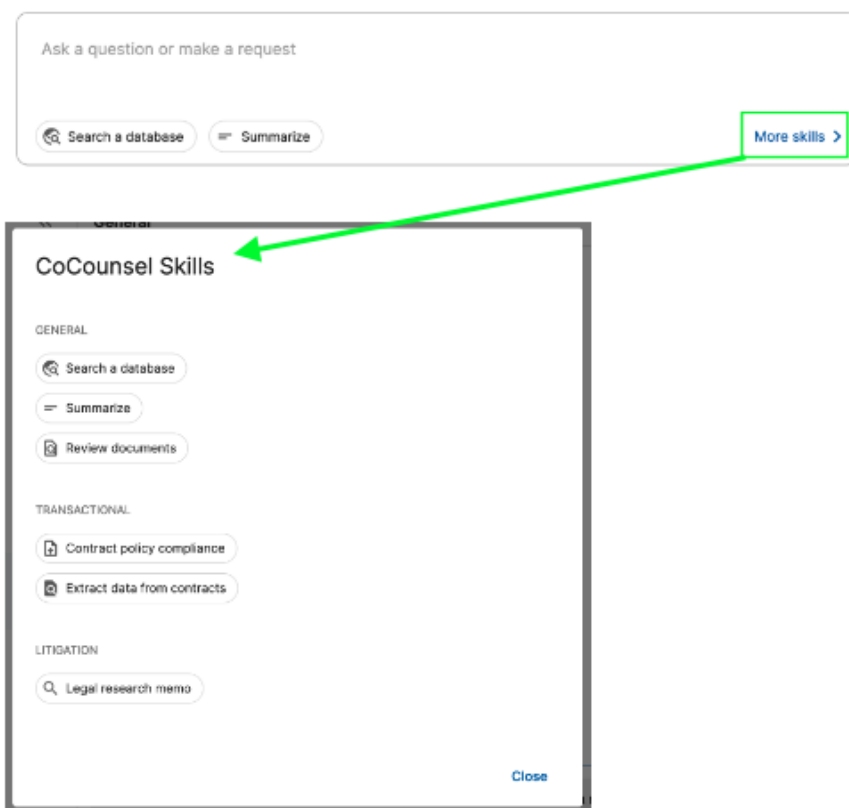 Ask a question or make a request
Search a database
Summarize
More skills
General
CoCounsel Skills
GENERAL
Search a database
Summarize
Review documents
TRANSACTIONAL
Contract policy compliance
Extract data from contracts
LITIGATION
Legal research memo
Close